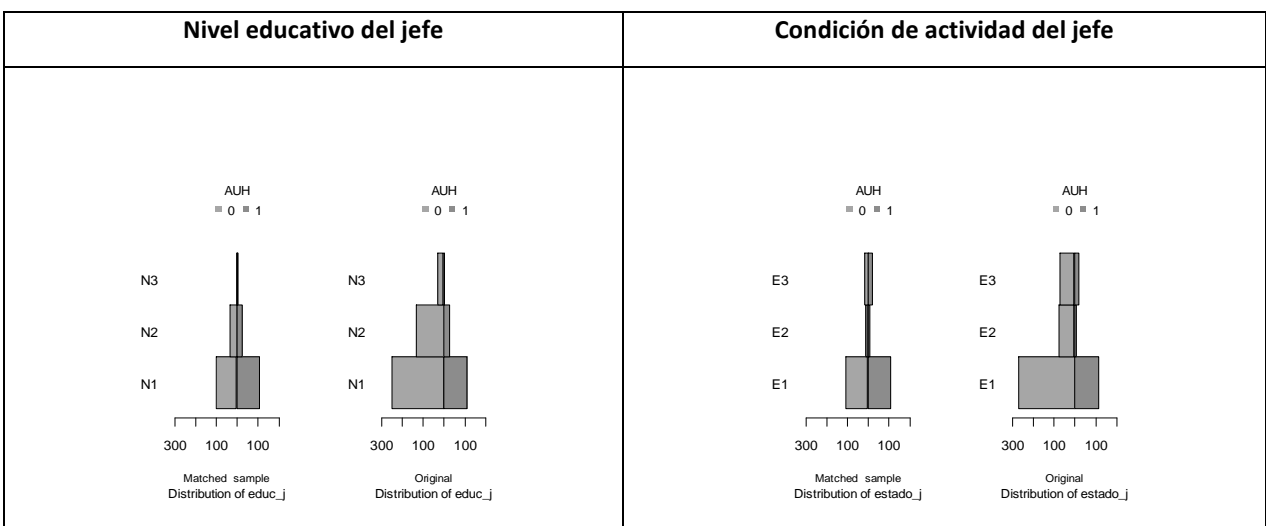 Nivel educativo del jefe
Condición de actividad del jefe
AUH
0 1
N3
N2
N1
300 100 100
Matched sample
Distribution of educ_j
AUH
0 1
N3
N2
N1
300 100 100
Original
Distribution of educ_j
AUH
0 1
E3
E2
E1
300 100 100
Matched sample
Distribution of estado_j
AUH
0 1
E3
E2
E1
300 100 100
Original
Distribution of estado_j